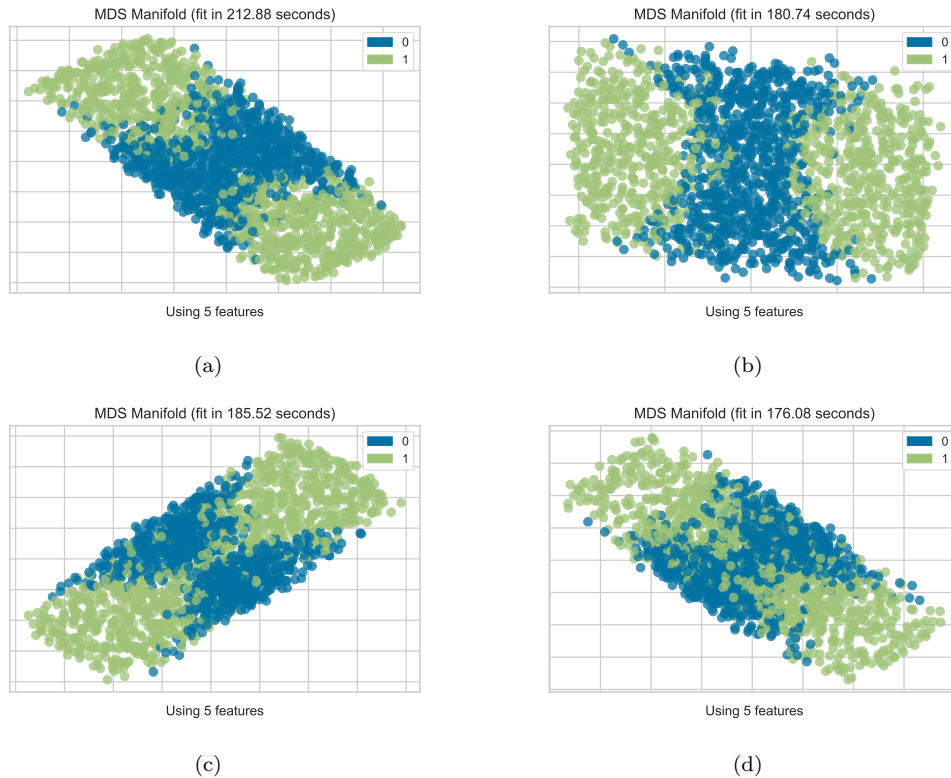 MDS Manifold (fit in 212.88 seconds)
0
1
Using 5 features
(a)
MDS Manifold (fit in 180.74 seconds)
0
1
Using 5 features
(b)
MDS Manifold (fit in 185.52 seconds)
0
1
Using 5 features
(c)
MDS Manifold (fit in 176.08 seconds)
0
1
Using 5 features
(d)